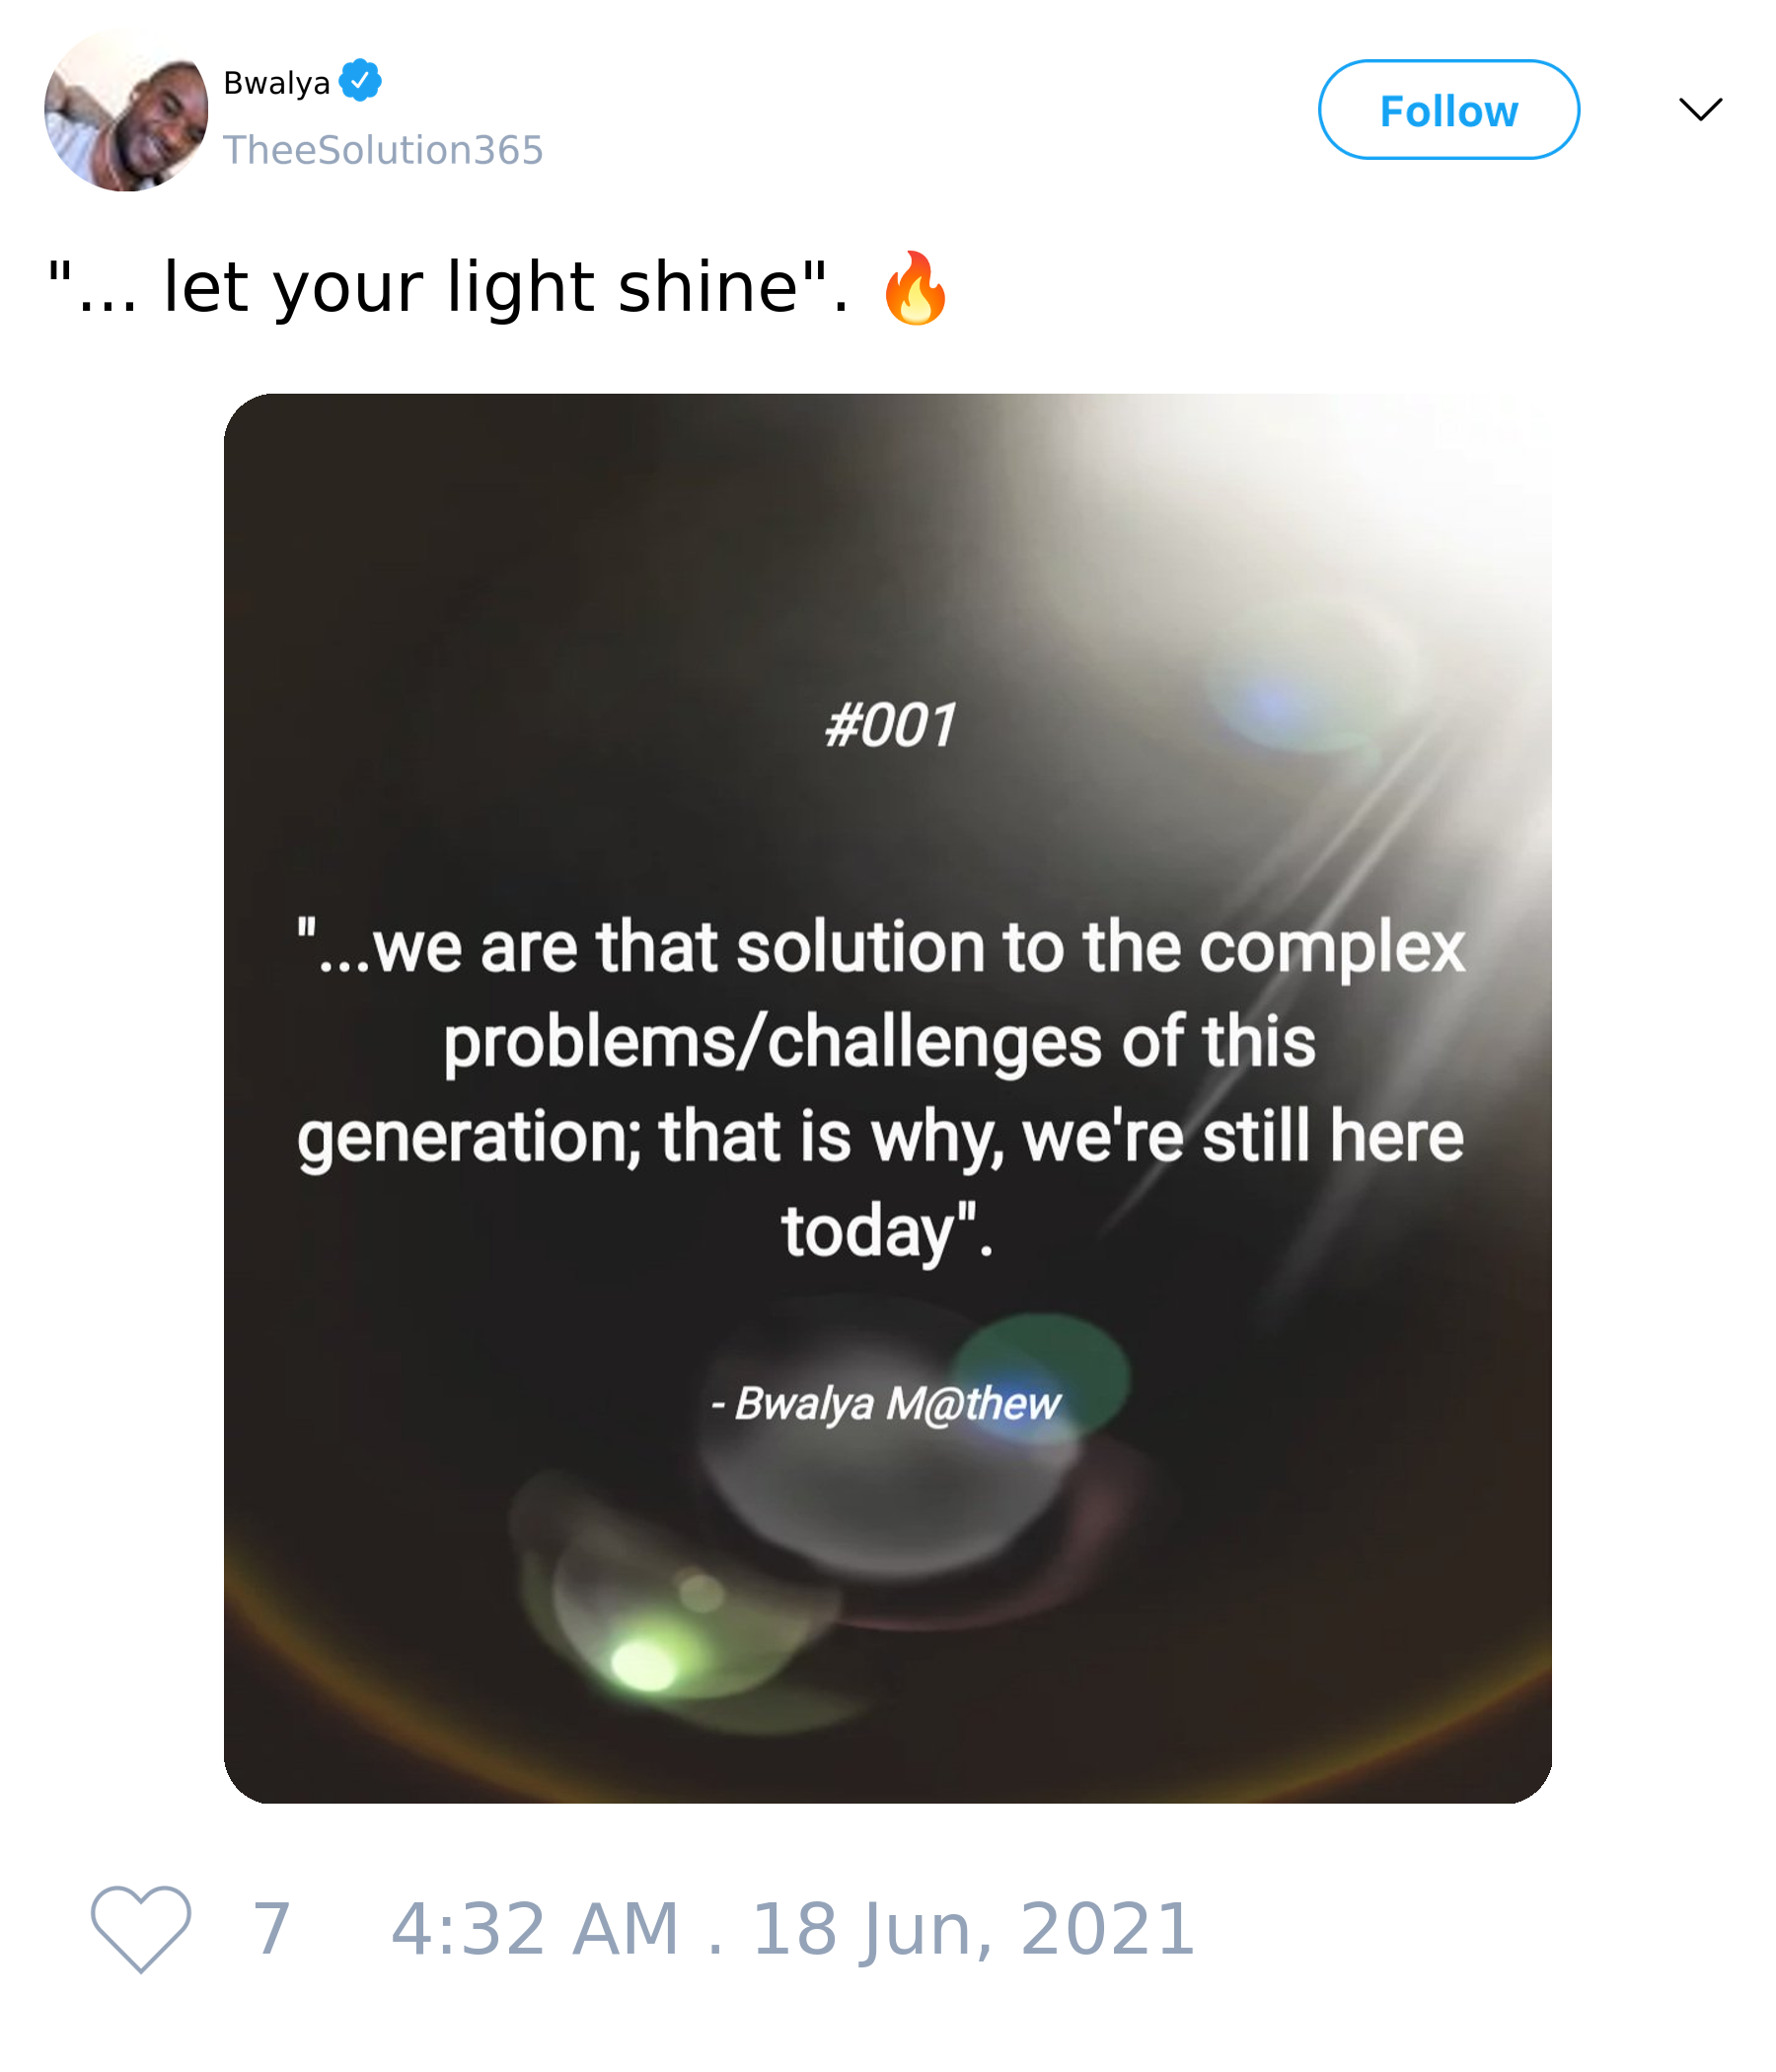 Bwalya
TheeSolution365
Follow
"... let your light shine". 🔥
#001
"...we are that solution to the complex
problems/challenges of this
generation; that is why, we're still here
today".
- Bwalya M@thew
7 4:32 AM . 18 Jun, 2021